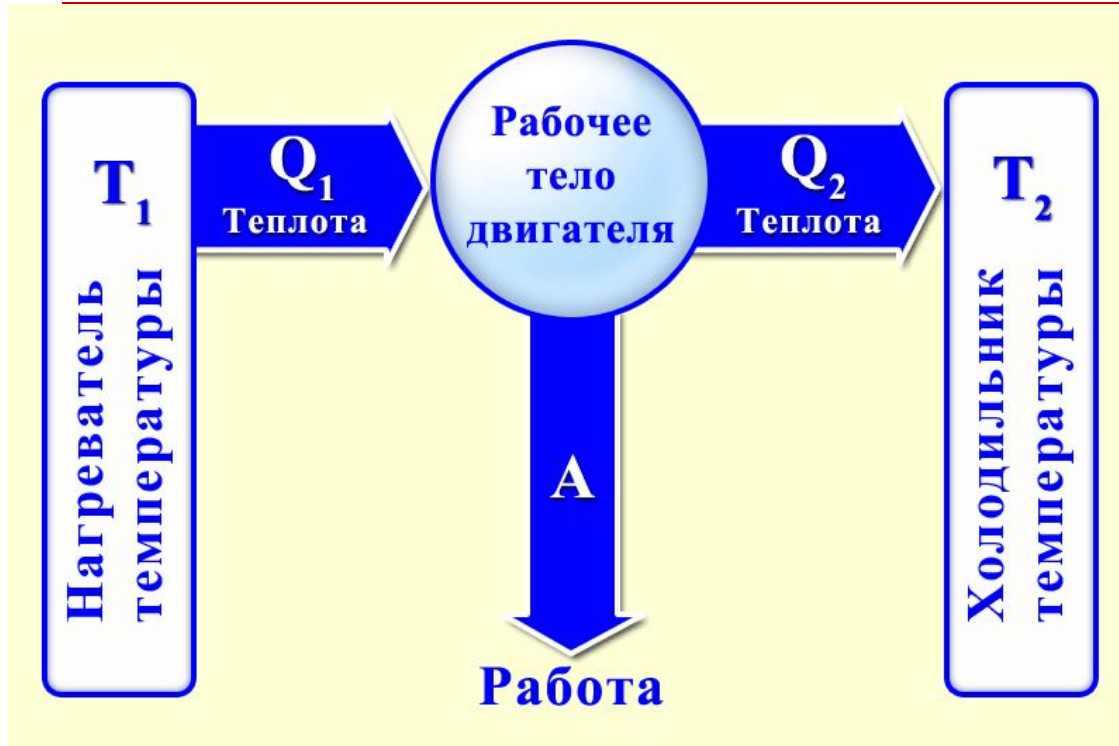 Нагреватель
температуры
T₁
Q₁
Теплота
Рабочее
тело
двигателя
Q₂
Теплота
A
Работа
Холодильник
температуры
T₂